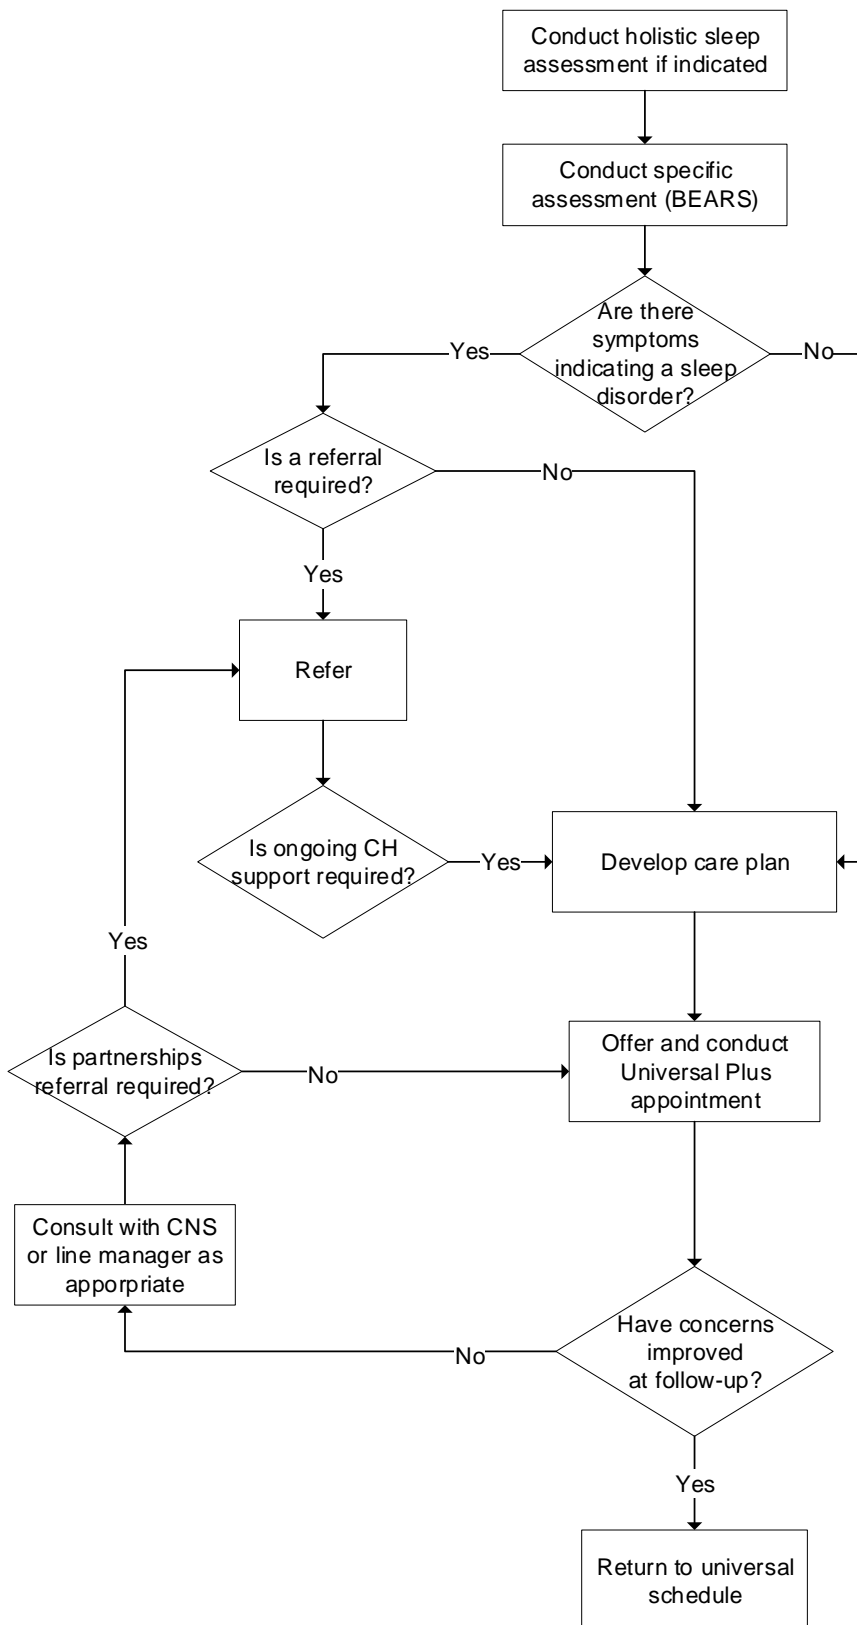 Conduct holistic sleep
assessment if indicated
Conduct specific
assessment (BEARS)
Are there
symptoms
indicating a sleep
disorder?
Yes
No
Is a referral
required?
No
Yes
Refer
Is ongoing CH
support required?
Yes
Develop care plan
Yes
Is partnerships
referral required?
No
Offer and conduct
Universal Plus
appointment
Consult with CNS
or line manager as
apporpriate
Have concerns
improved
at follow-up?
No
Yes
Return to universal
schedule